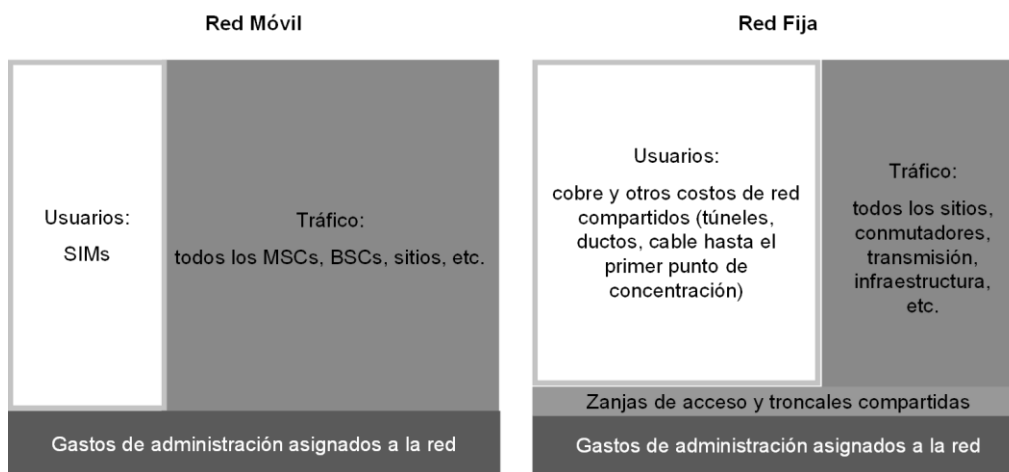 Red Móvil
Usuarios:
SIMs
Tráfico:
todos los MSCs, BSCs, sitios, etc.
Gastos de administración asignados a la red
Red Fija
Usuarios:
cobre y otros costos de red
compartidos (túneles,
ductos, cable hasta el
primer punto de
concentración)
Tráfico:
todos los sitios,
conmutadores,
transmisión,
infraestructura,
etc.
Zanjas de acceso y troncales compartidas
Gastos de administración asignados a la red